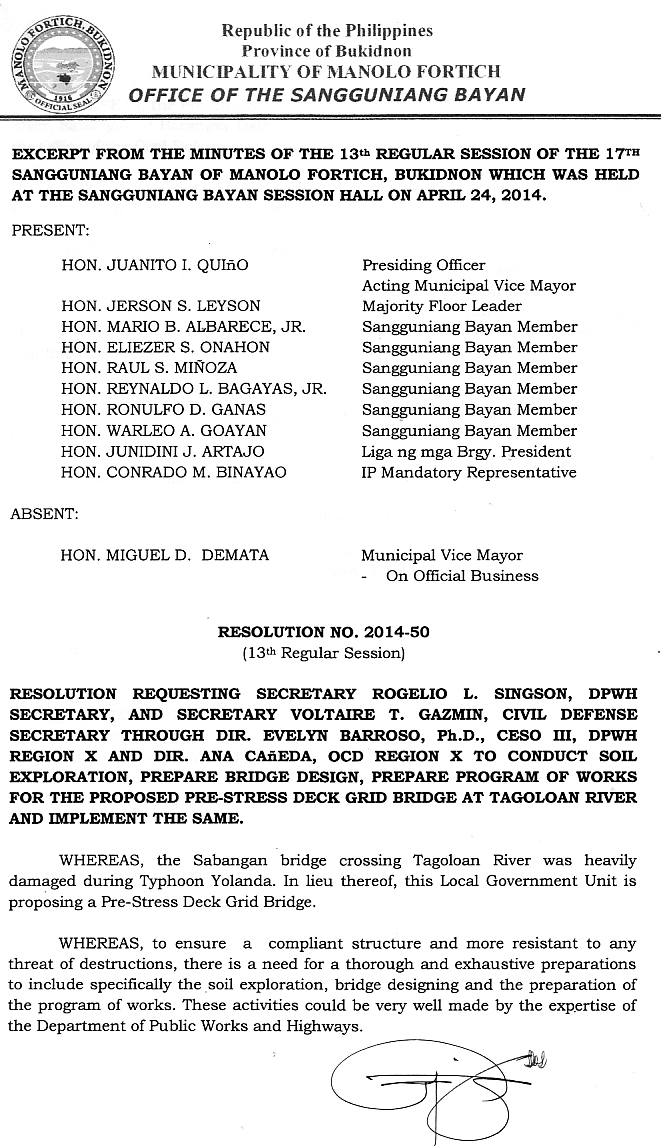 MANOLO FORTICH, BUKIDNON
1916
OFFICIAL SEAL
Republic of the Philippines
Province of Bukidnon
MUNICIPALITY OF MANOLO FORTICH
OFFICE OF THE SANGGUNIANG BAYAN
EXCERPT FROM THE MINUTES OF THE 13th REGULAR SESSION OF THE 17TH
SANGGUNIANG BAYAN OF MANOLO FORTICH, BUKIDNON WHICH WAS HELD
AT THE SANGGUNIANG BAYAN SESSION HALL ON APRIL 24, 2014.
PRESENT:
HON. JUANITO I. QUIñO Presiding Officer
Acting Municipal Vice Mayor
HON. JERSON S. LEYSON Majority Floor Leader
HON. MARIO B. ALBARECE, JR. Sangguniang Bayan Member
HON. ELIEZER S. ONAHON Sangguniang Bayan Member
HON. RAUL S. MIÑOZA Sangguniang Bayan Member
HON. REYNALDO L. BAGAYAS, JR. Sangguniang Bayan Member
HON. RONULFO D. GANAS Sangguniang Bayan Member
HON. WARLEO A. GOAYAN Sangguniang Bayan Member
HON. JUNIDINI J. ARTAJO Liga ng mga Brgy. President
HON. CONRADO M. BINAYAO IP Mandatory Representative
ABSENT:
HON. MIGUEL D. DEMATA Municipal Vice Mayor
- On Official Business
RESOLUTION NO. 2014-50
(13th Regular Session)
RESOLUTION REQUESTING SECRETARY ROGELIO L. SINGSON, DPWH
SECRETARY, AND SECRETARY VOLTAIRE T. GAZMIN, CIVIL DEFENSE
SECRETARY THROUGH DIR. EVELYN BARROSO, Ph.D., CESO III, DPWH
REGION X AND DIR. ANA CAñEDA, OCD REGION X TO CONDUCT SOIL
EXPLORATION, PREPARE BRIDGE DESIGN, PREPARE PROGRAM OF WORKS
FOR THE PROPOSED PRE-STRESS DECK GRID BRIDGE AT TAGOLOAN RIVER
AND IMPLEMENT THE SAME.
WHEREAS, the Sabangan bridge crossing Tagoloan River was heavily
damaged during Typhoon Yolanda. In lieu thereof, this Local Government Unit is
proposing a Pre-Stress Deck Grid Bridge.
WHEREAS, to ensure a compliant structure and more resistant to any
threat of destructions, there is a need for a thorough and exhaustive preparations
to include specifically the soil exploration, bridge designing and the preparation of
the program of works. These activities could be very well made by the expertise of
the Department of Public Works and Highways.